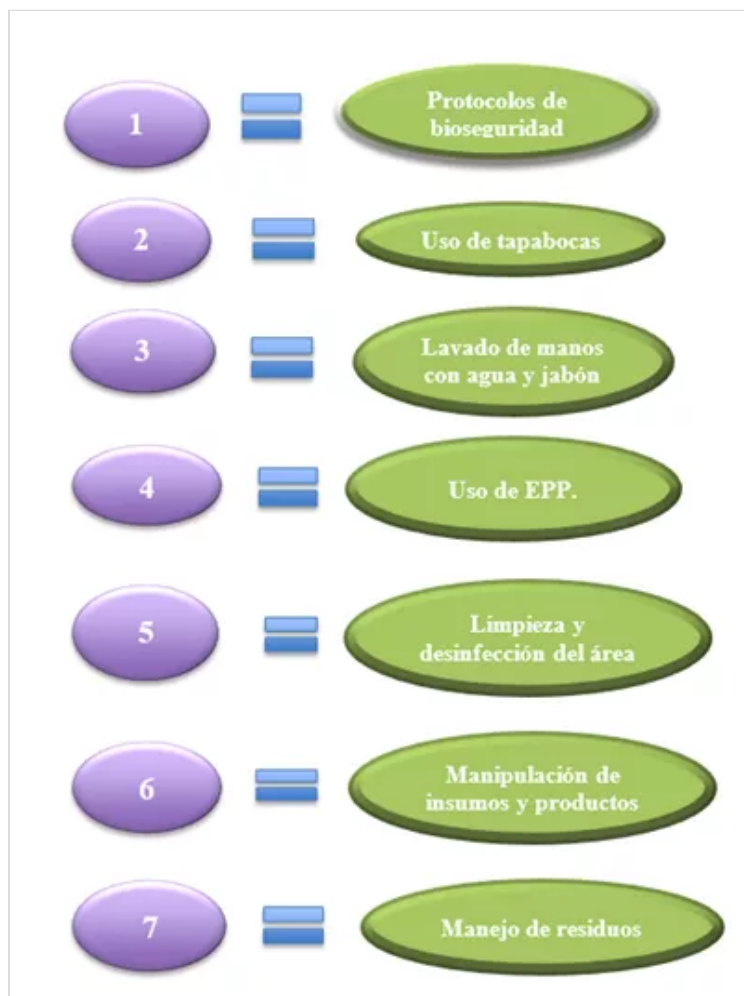 1
Protocolos de
bioseguridad
2
Uso de tapabocas
3
Lavado de manos
con agua y jabón
4
Uso de EPP.
5
Limpieza y
desinfección del área
6
Manipulación de
insumos y productos
7
Manejo de residuos